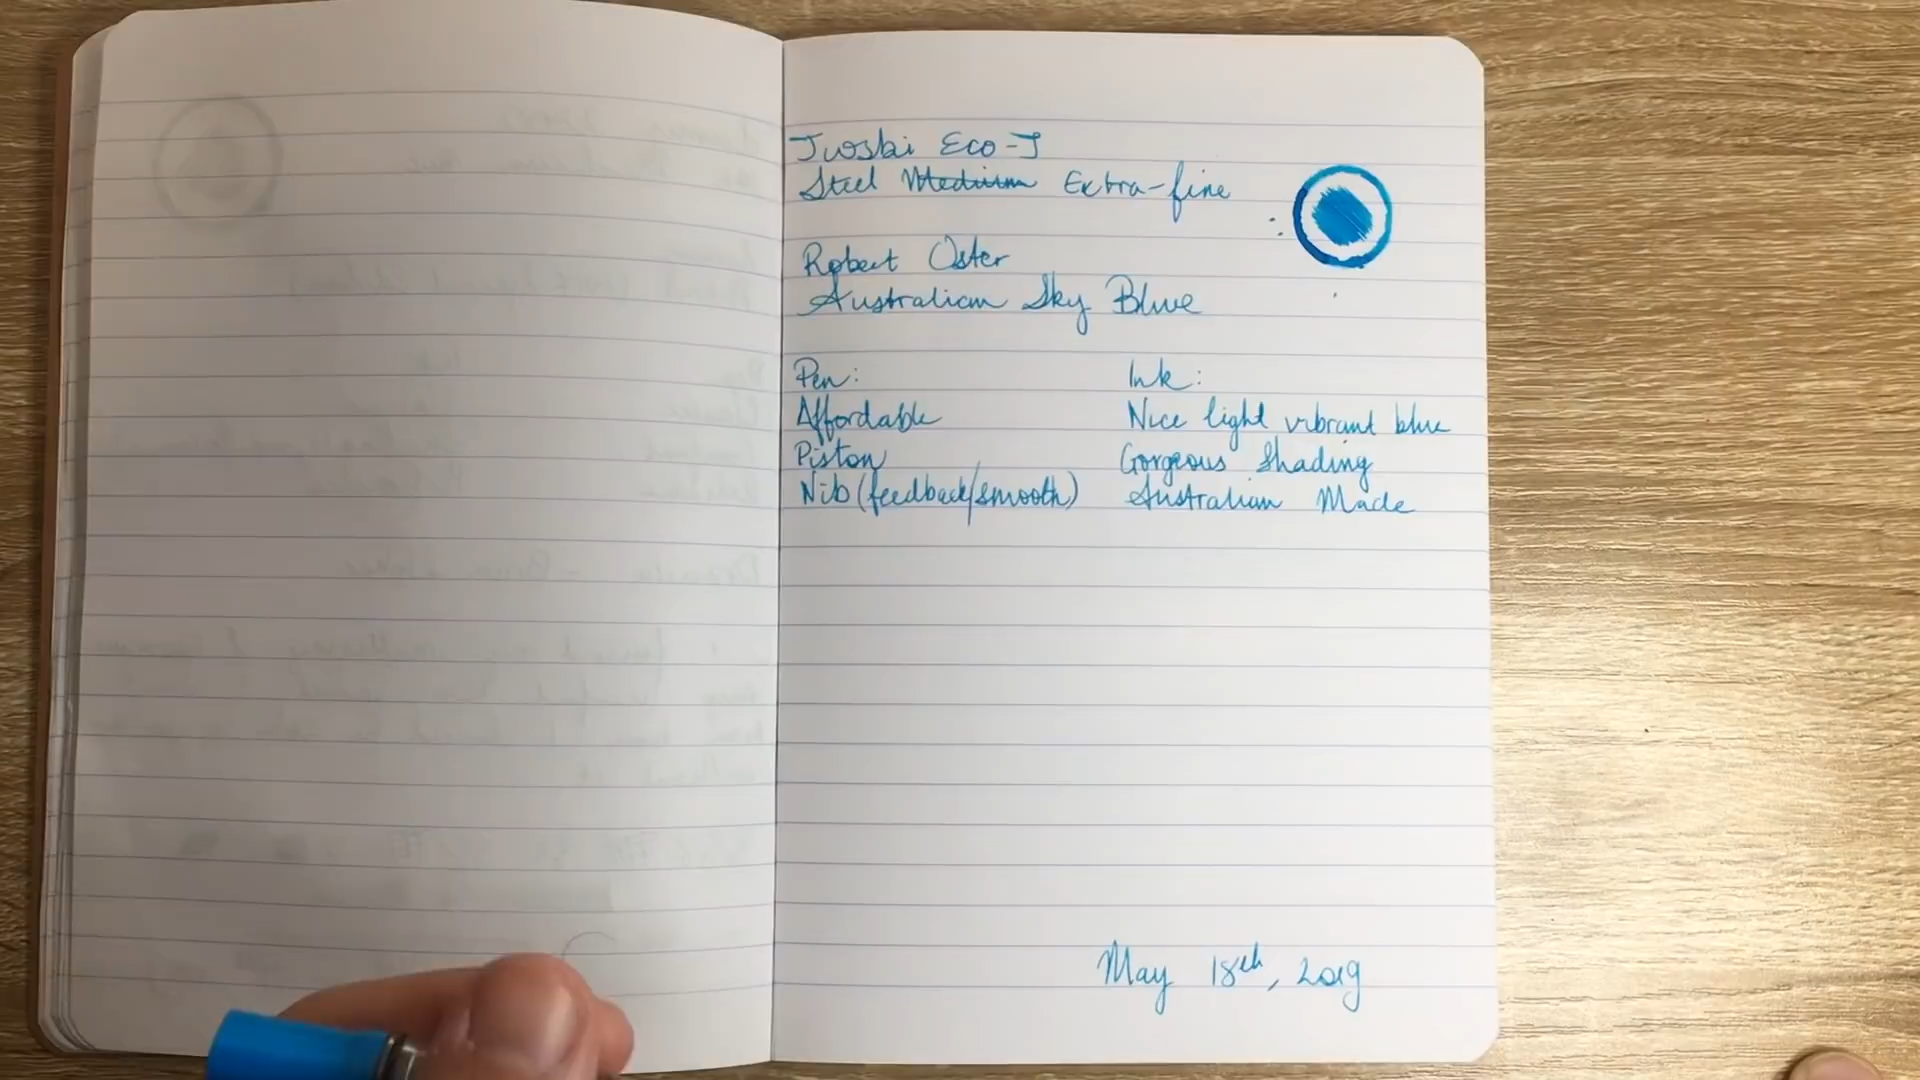 Twsbi Eco-T
Steel Medium Extra-fine
Robert Oster
Australian Sky Blue
Pen:
Affordable
Piston
Nib (feedback/smooth)
Ink:
Nice light vibrant blue
Gorgeous Shading
Australian Made
May 18th, 2019